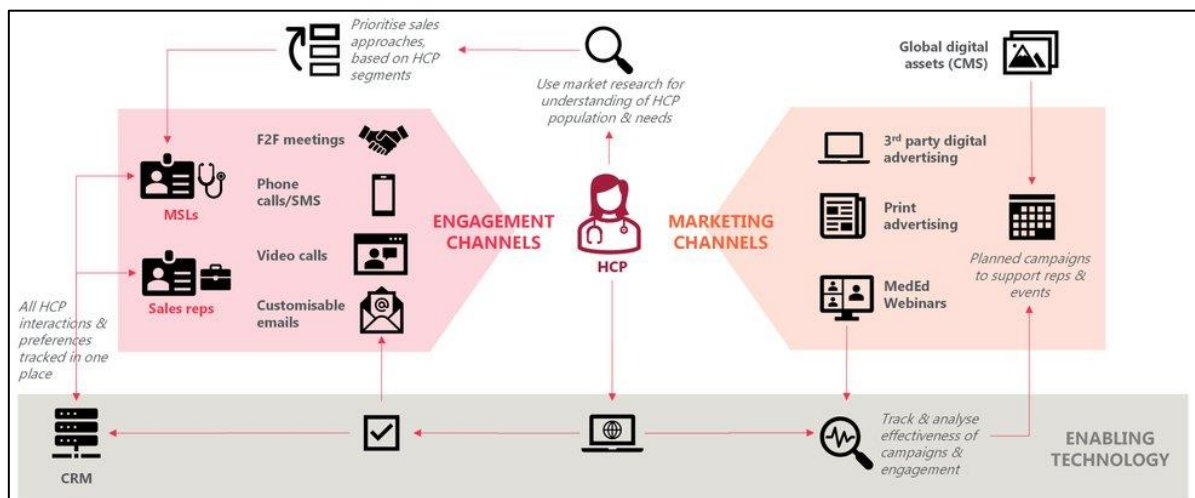 Prioritise sales
approaches,
based on HCP
segments
Use market research for
understanding of HCP
population & needs
Global digital
assets (CMS)
F2F meetings
Phone
calls/SMS
Video calls
Customisable
emails
MSLs
Sales reps
ENGAGEMENT
CHANNELS
HCP
MARKETING
CHANNELS
3rd party digital
advertising
Print
advertising
MedEd
Webinars
Planned campaigns
to support reps &
events
All HCP
interactions &
preferences
tracked in one
place
CRM
Track & analyse
effectiveness of
campaigns &
engagement
ENABLING
TECHNOLOGY